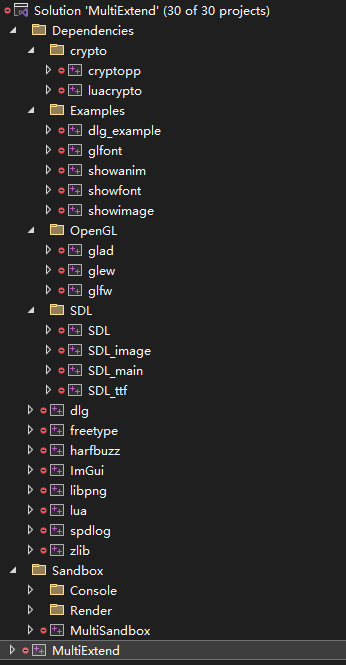 Solution 'MultiExtend' (30 of 30 projects)
Dependencies
crypto
cryptopp
luacrypto
Examples
dlg_example
glfont
showanim
showfont
showimage
OpenGL
glad
glew
glfw
SDL
SDL
SDL_image
SDL_main
SDL_ttf
dlg
freetype
harfbuzz
ImGui
libpng
lua
spdlog
zlib
Sandbox
Console
Render
MultiSandbox
MultiExtend